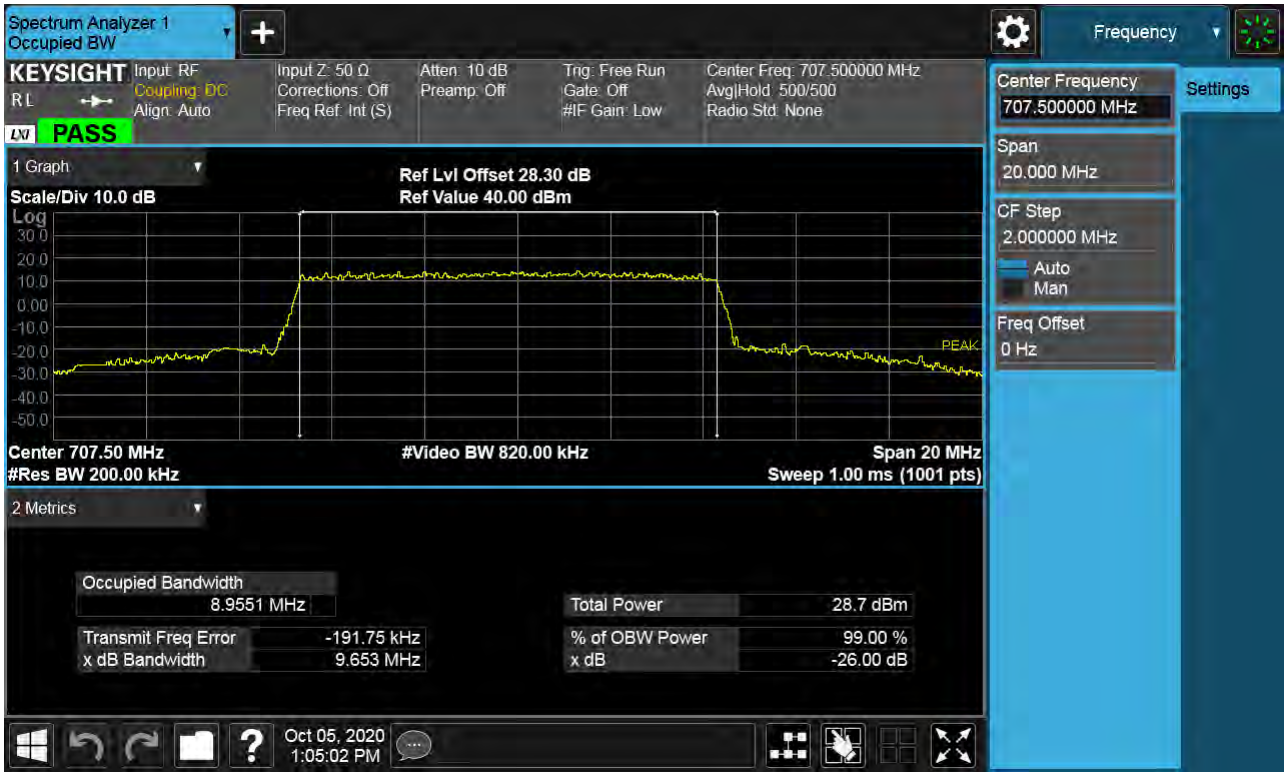 Spectrum Analyzer 1
Occupied BW
+
Frequency
KEYSIGHT
RL
LXI
PASS
Input: RF
Coupling: DC
Align: Auto
Input Z: 50 Ω
Corrections: Off
Freq Ref: Int (S)
Atten: 10 dB
Preamp: Off
Trig: Free Run
Gate: Off
#IF Gain: Low
Center Freq: 707.500000 MHz
Avg|Hold: 500/500
Radio Std: None
Center Frequency
707.500000 MHz
Settings
Span
20.000 MHz
CF Step
2.000000 MHz
Auto
Man
Freq Offset
0 Hz
1 Graph
Scale/Div 10.0 dB
Ref Lvl Offset 28.30 dB
Ref Value 40.00 dBm
Log
30.0
20.0
10.0
0.00
-10.0
-20.0
-30.0
-40.0
-50.0
PEAK
Center 707.50 MHz
#Video BW 820.00 kHz
Span 20 MHz
#Res BW 200.00 kHz
Sweep 1.00 ms (1001 pts)
2 Metrics
Occupied Bandwidth
8.9551 MHz
Total Power 28.7 dBm
Transmit Freq Error -191.75 kHz
% of OBW Power 99.00 %
x dB Bandwidth 9.653 MHz
x dB -26.00 dB
?
Oct 05, 2020
1:05:02 PM